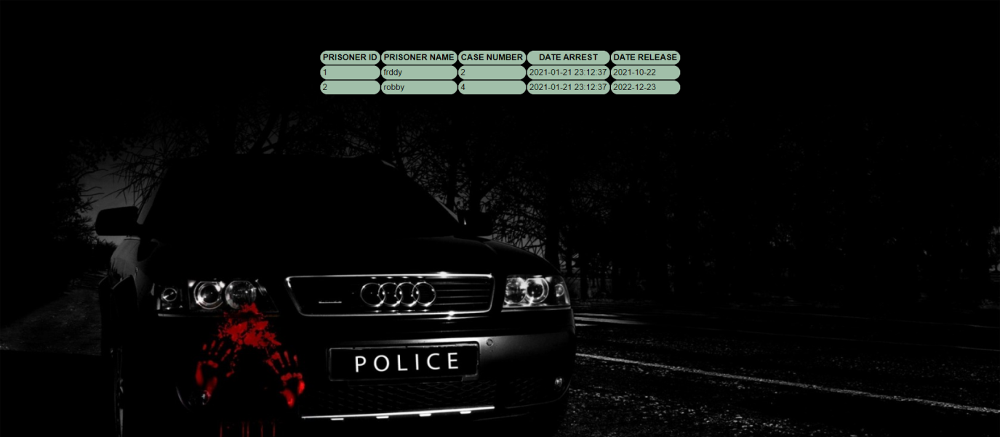 PRISONER ID PRISONER NAME CASE NUMBER DATE ARREST DATE RELEASE
1 frddy 2 2021-01-21 23:12:37 2021-10-22
2 robby 4 2021-01-21 23:12:37 2022-12-23
POLICE